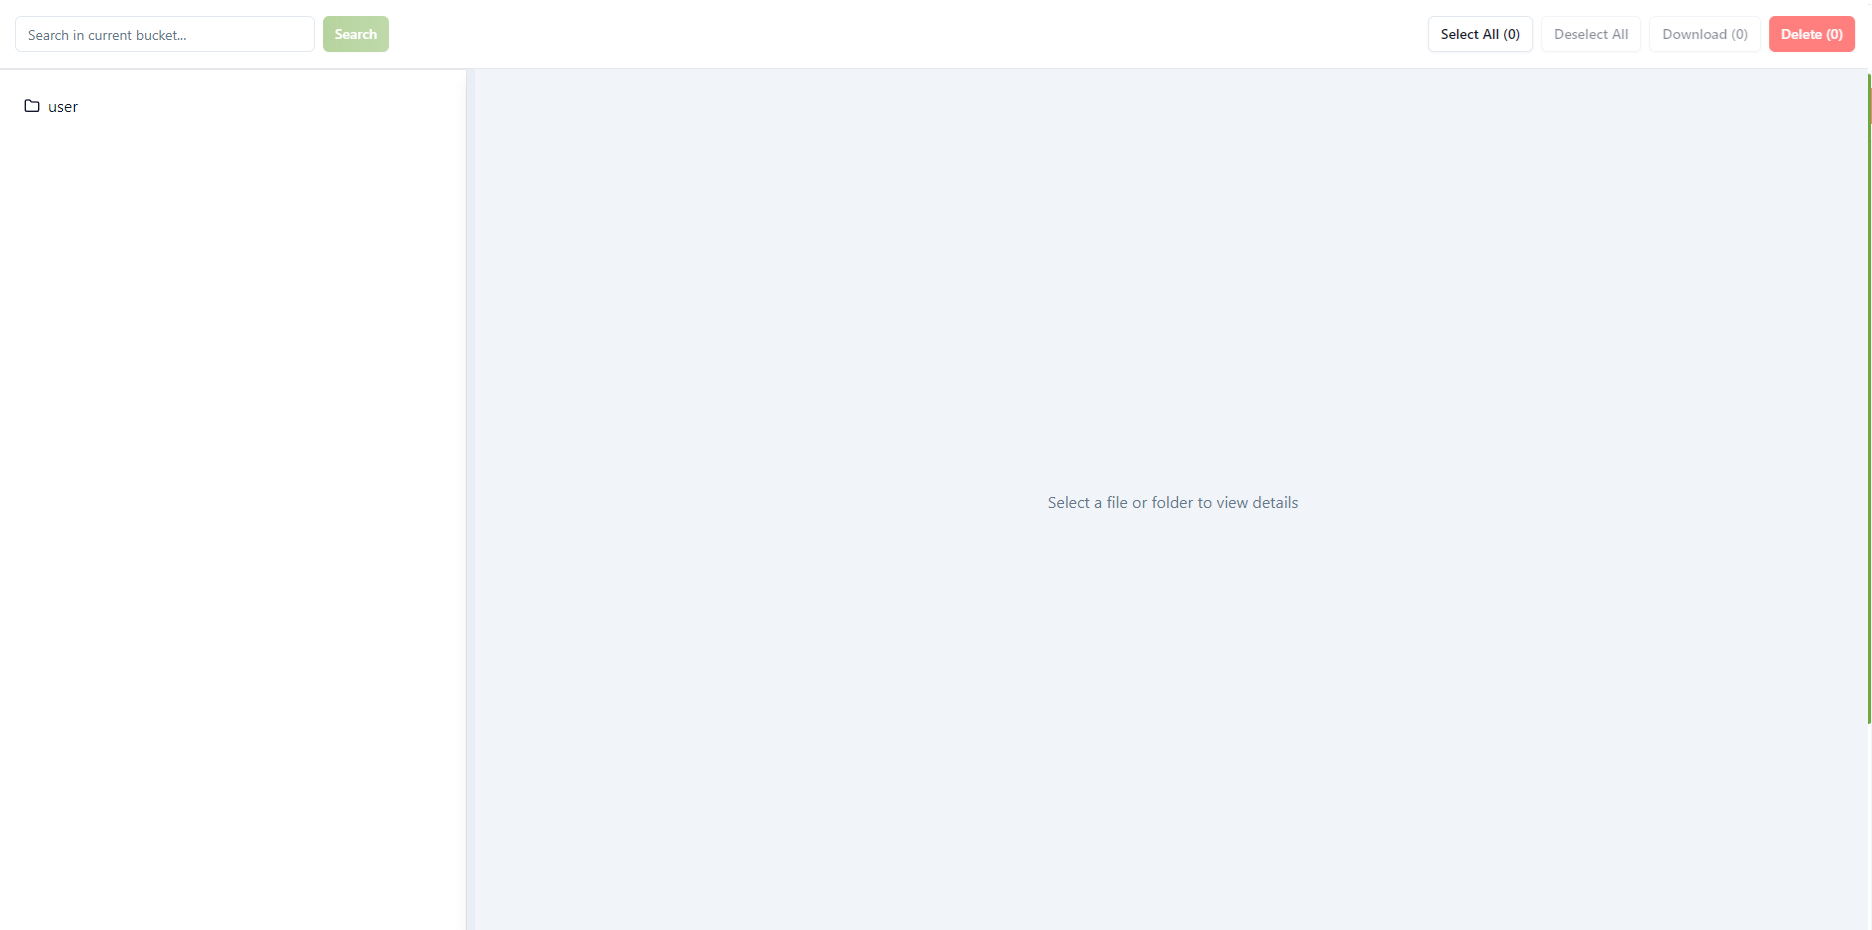 Search in current bucket...
Search
Select All (0)
Deselect All
Download (0)
Delete (0)
user
Select a file or folder to view details